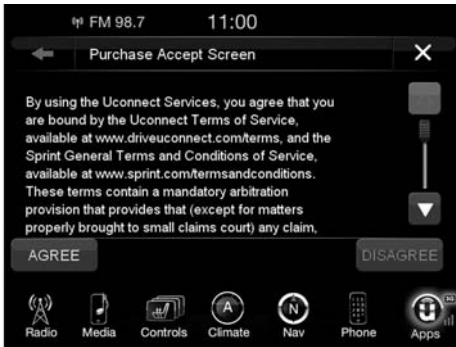 FM 98.7 11:00
Purchase Accept Screen
By using the Uconnect Services, you agree that you
are bound by the Uconnect Terms of Service,
available at www.driveuconnect.com/terms, and the
Sprint General Terms and Conditions of Service,
available at www.sprint.com/termsandconditions.
These terms contain a mandatory arbitration
provision that provides that (except for matters
properly brought to small claims court) any claim,
AGREE DISAGREE
A N 3G
Radio Media Controls Climate Nav Phone Apps